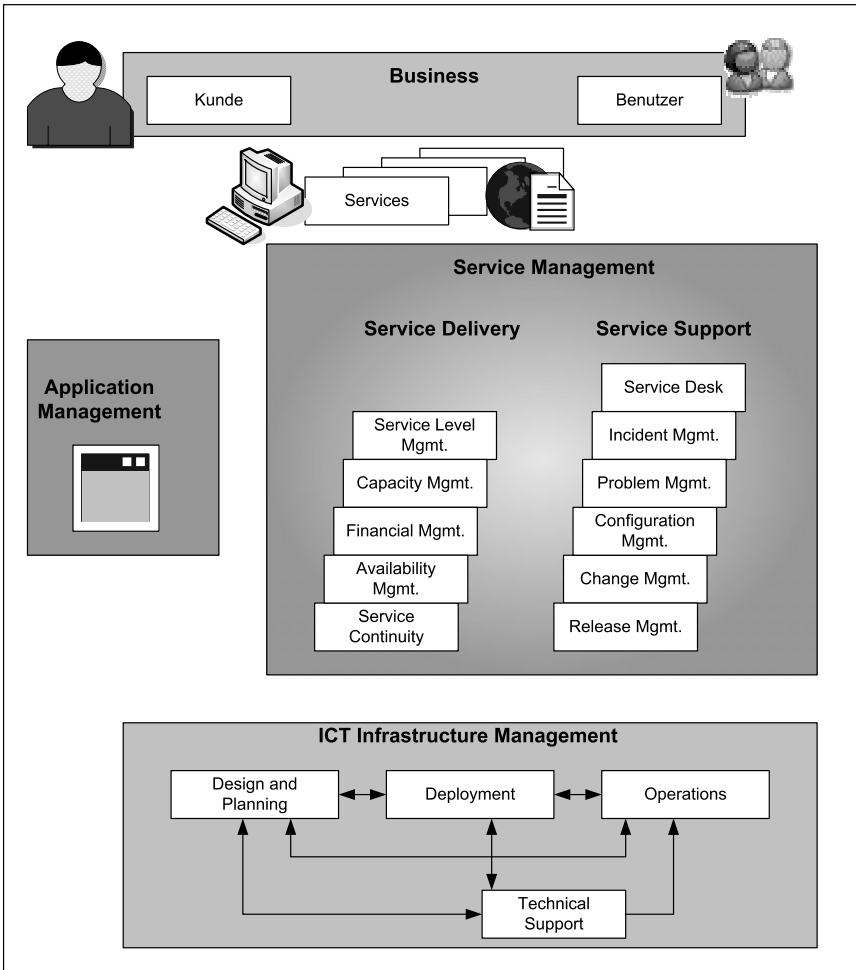 Business
Kunde
Benutzer
Services
Service Management
Service Delivery
Service Support
Application
Management
Service Level
Mgmt.
Capacity Mgmt.
Financial Mgmt.
Availability
Mgmt.
Service
Continuity
Service Desk
Incident Mgmt.
Problem Mgmt.
Configuration
Mgmt.
Change Mgmt.
Release Mgmt.
ICT Infrastructure Management
Design and
Planning
Deployment
Operations
Technical
Support